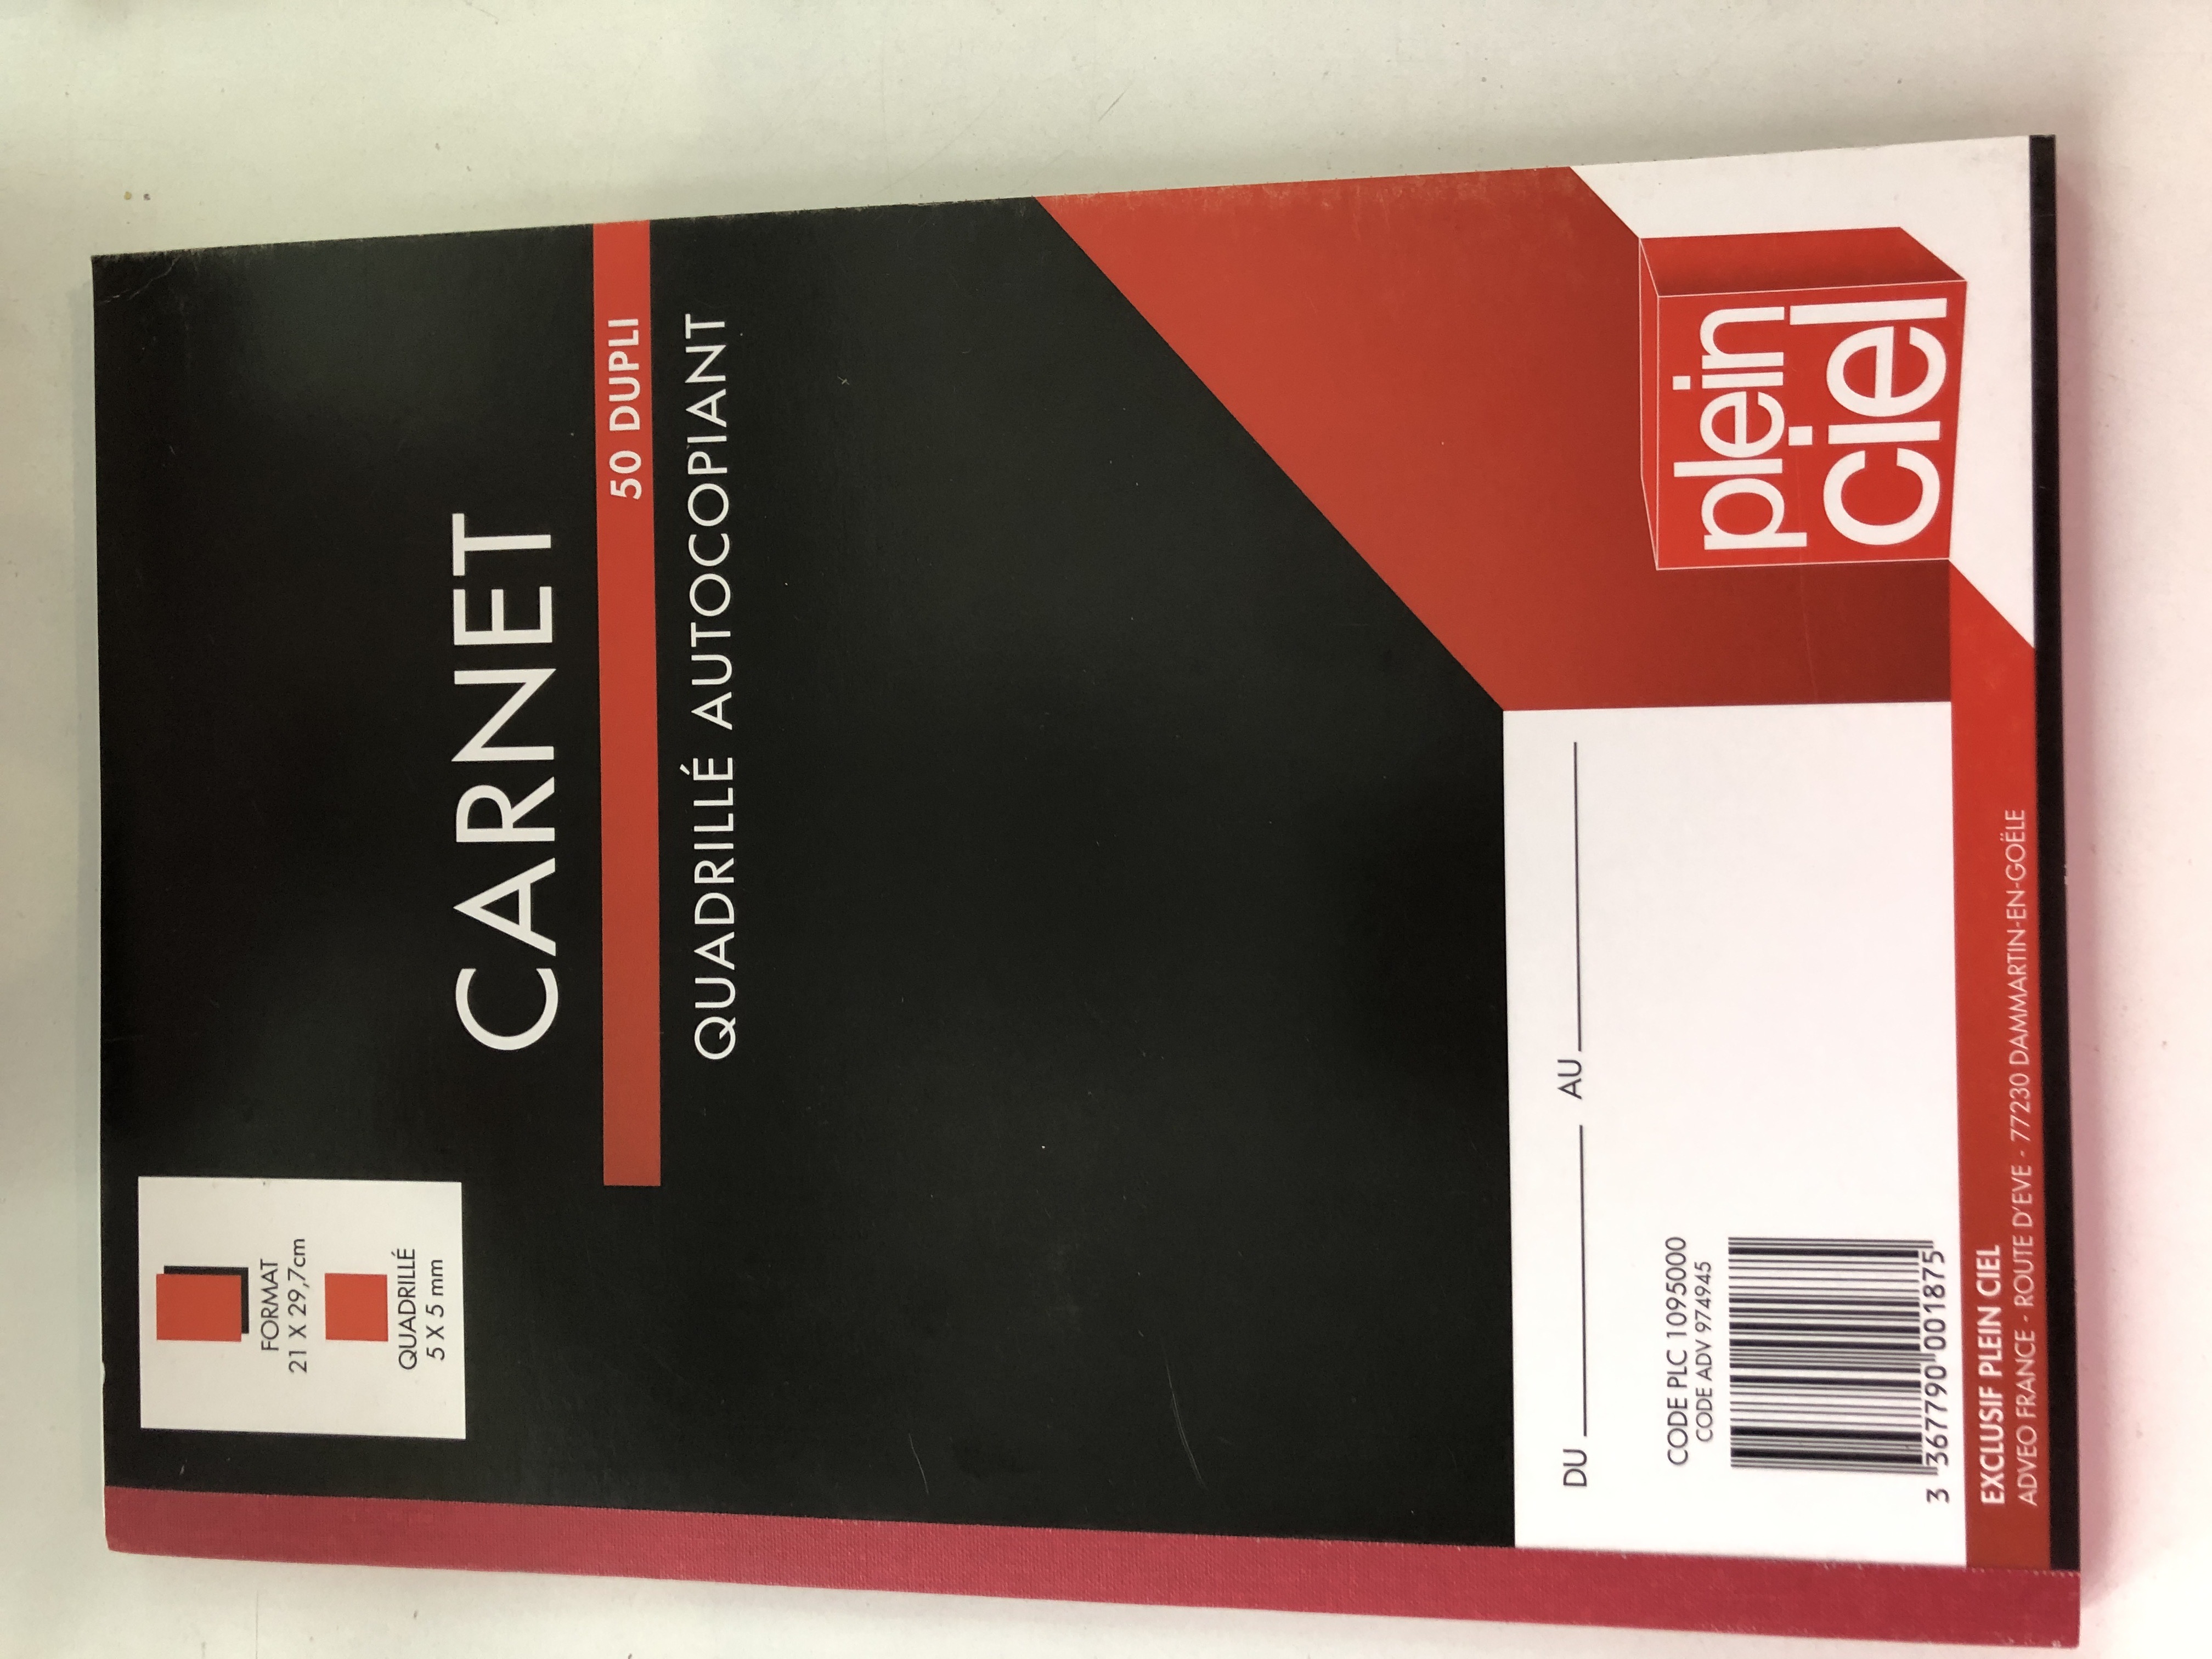 FORMAT
21 X 29,7cm
QUADRILLÉ
5 X 5 mm
CARNET
50 DUPLI
QUADRILLÉ AUTOCOPIANT
DU AU
CODE PLC 1095000
CODE ADV 974945
3 367790 001875
plein
ciel
EXCLUSIF PLEIN CIEL
ADVEO FRANCE - ROUTE D'EVE - 77230 DAMMARTIN-EN-GOËLE